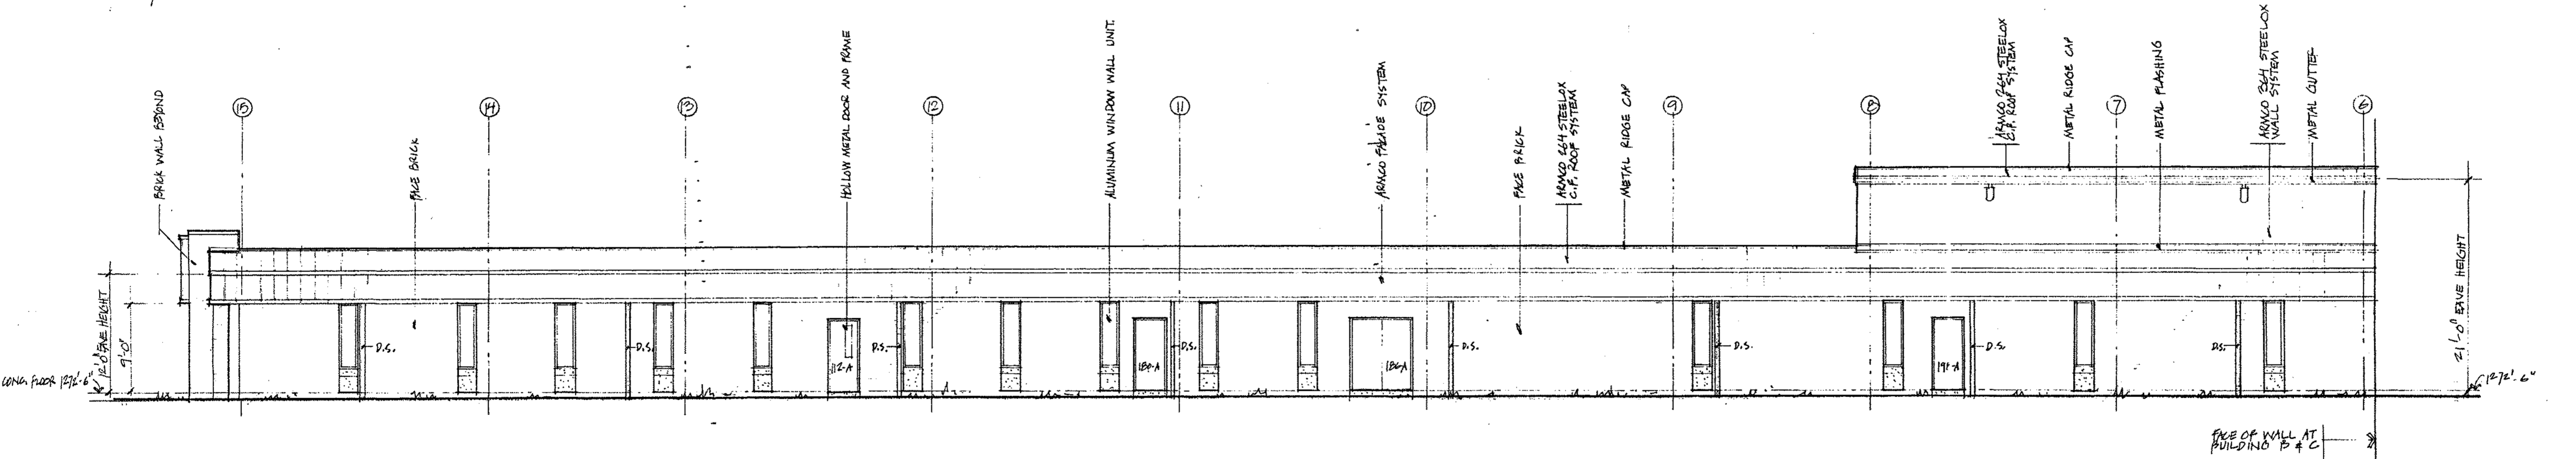 BRICK WALL BEYOND
FACE BRICK
HOLLOW METAL DOOR AND FRAME
ALUMINUM WINDOW WALL UNIT.
ARMCO FACADE SYSTEM
FACE BRICK
ARMCO 264 STEELOX
C.F. ROOF SYSTEM
METAL RIDGE CAP
ARMCO 264 STEELOX
C.F. ROOF SYSTEM
METAL RIDGE CAP
METAL FLASHING
ARMCO 264 STEELOX
WALL SYSTEM
METAL GUTTER
15
14
13
12
11
10
9
8
7
6
12'-0" EAVE HEIGHT
9'-0"
CONC. FLOOR 1272'-6"
D.S.
D.S.
112-A
D.S.
180-A
D.S.
186-A
D.S.
D.S.
191-A
D.S.
D.S.
21'-0" EAVE HEIGHT
1272'-6"
FACE OF WALL AT
BUILDING B & C